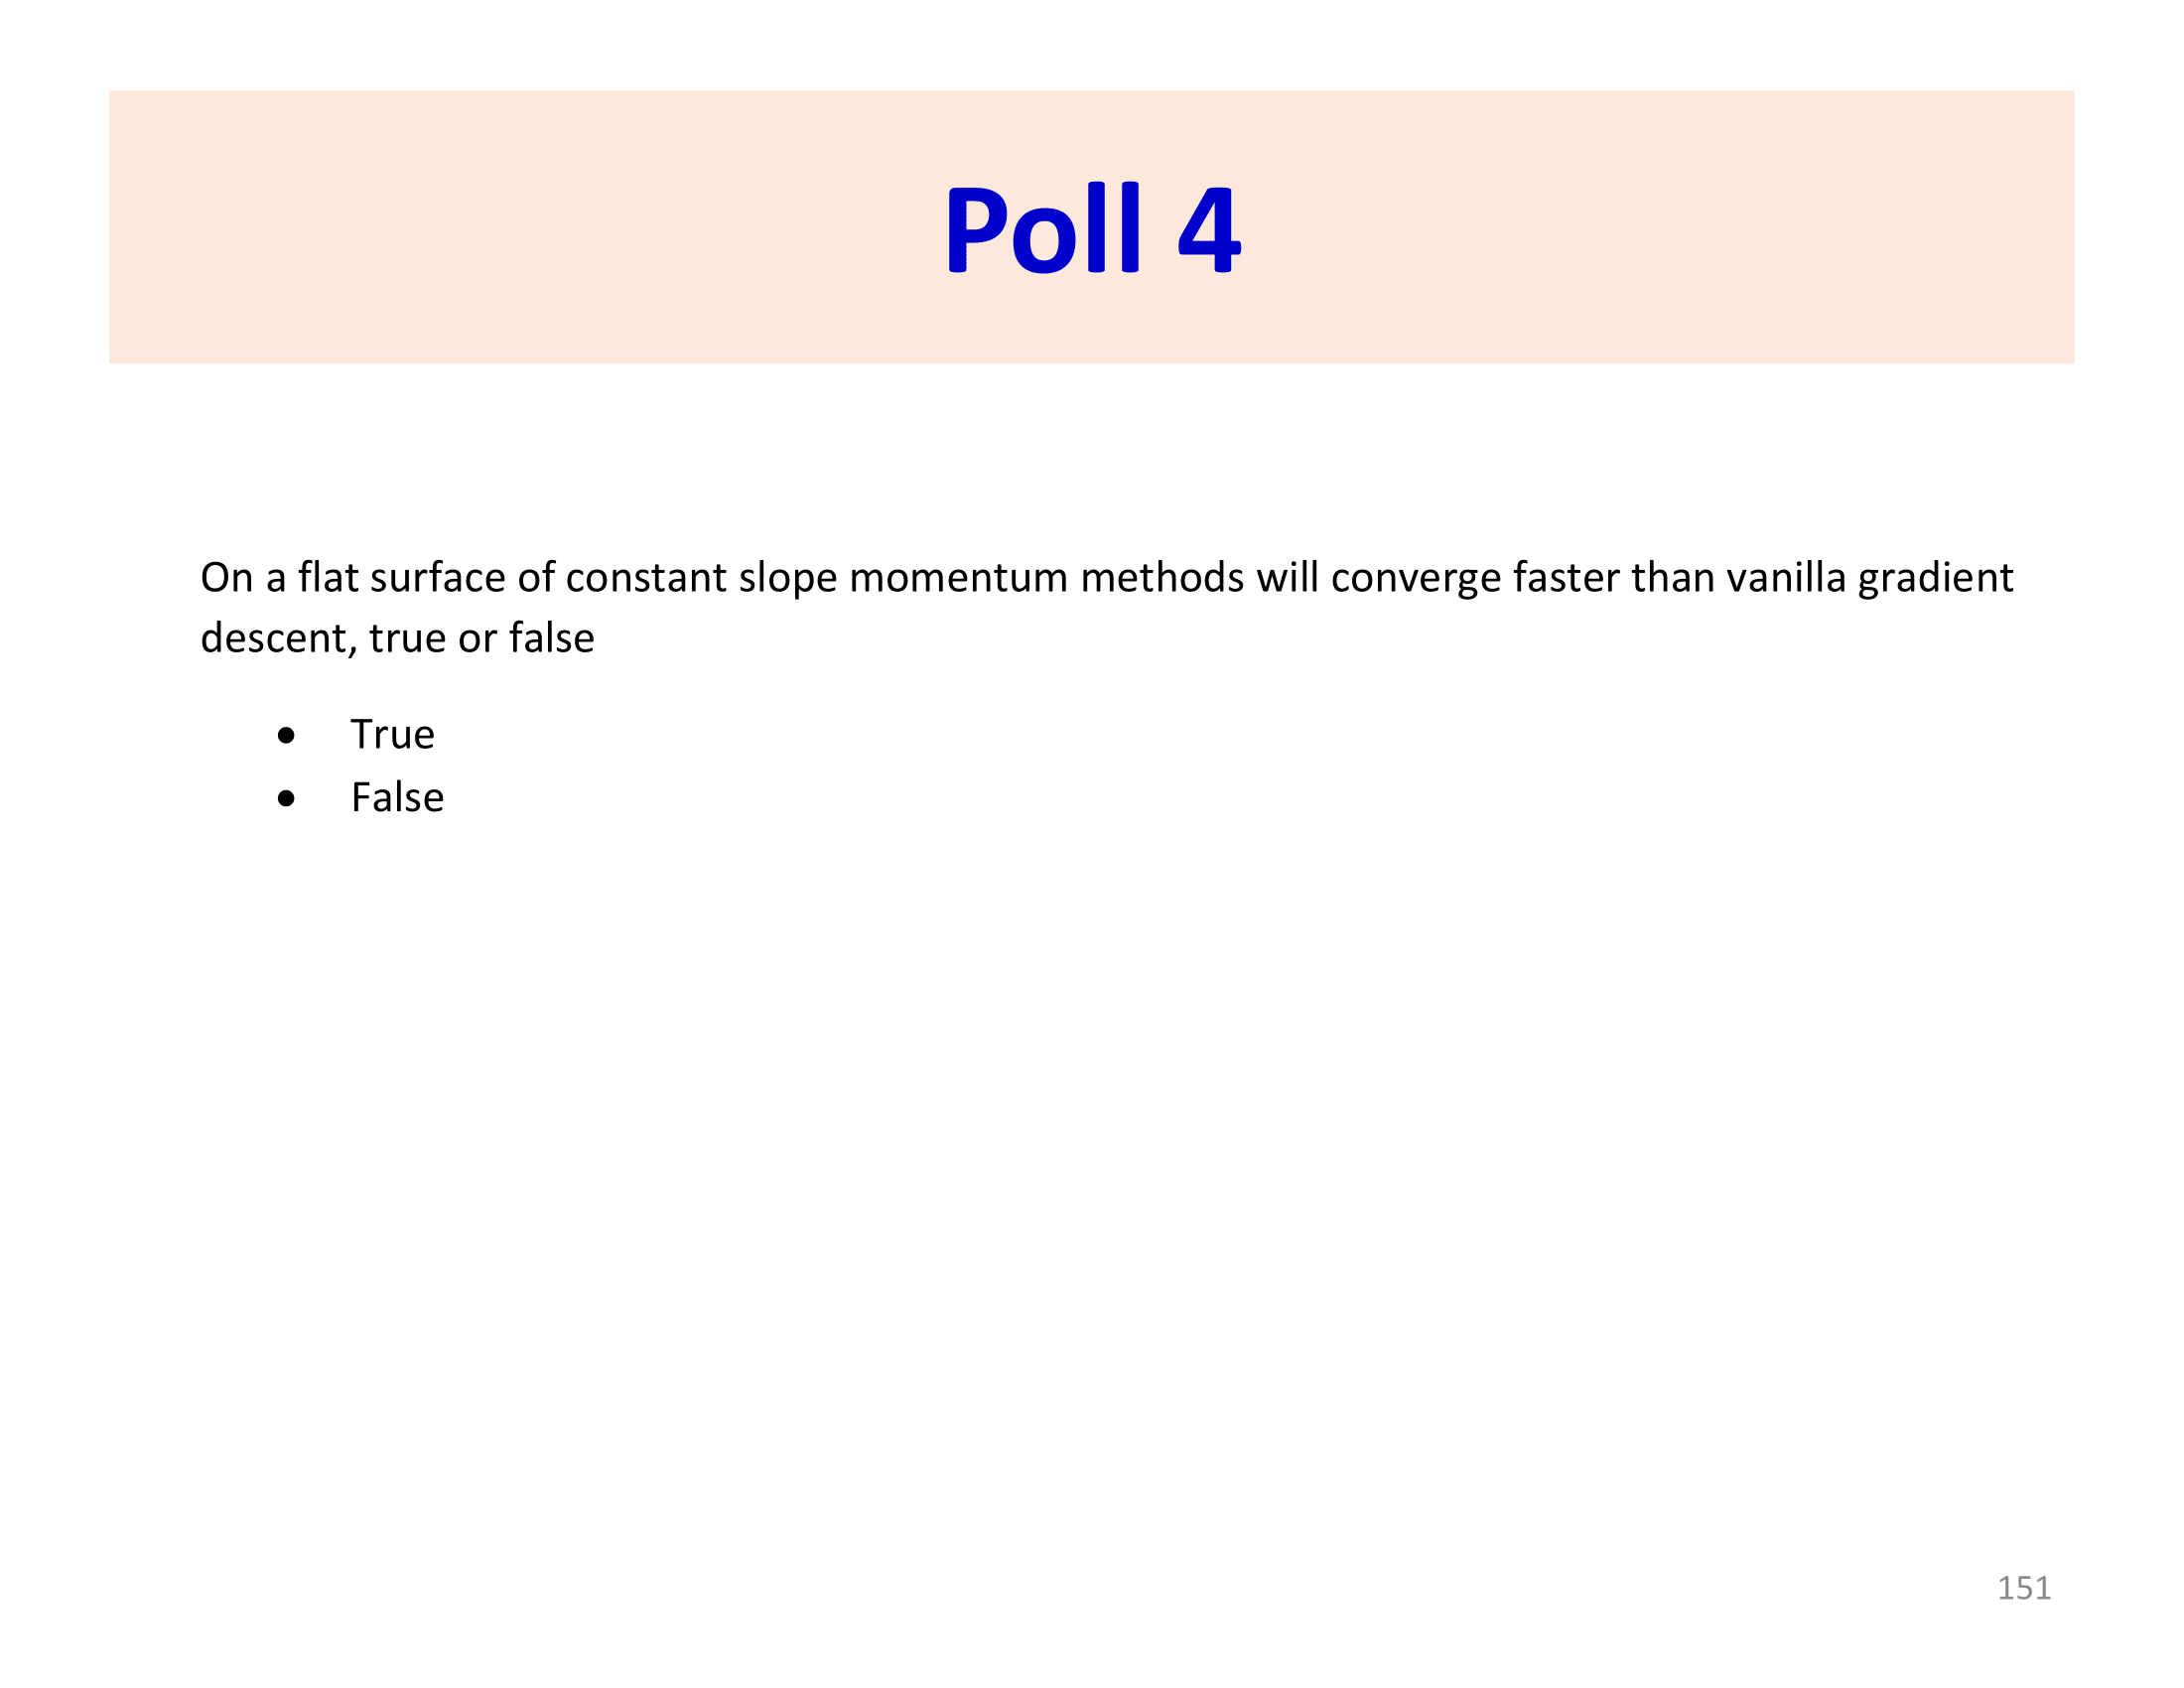 Poll 4
On a flat surface of constant slope momentum methods will converge faster than vanilla gradient
descent, true or false
● True
● False
151